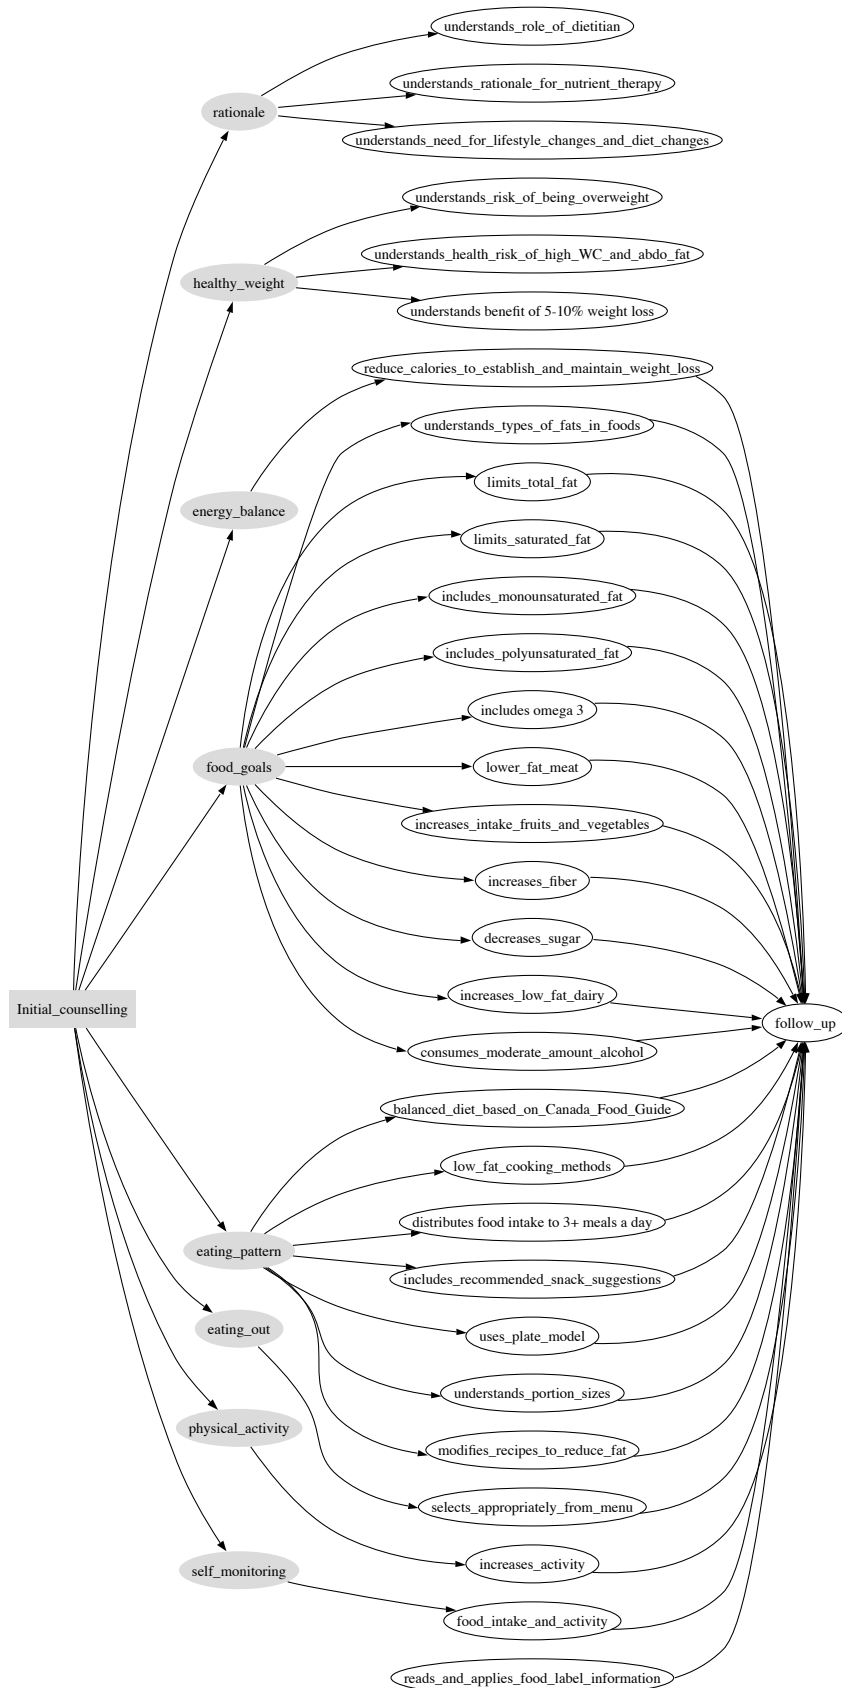 understands_role_of_dietitian
understands_rationale_for_nutrient_therapy
rationale
understands_need_for_lifestyle_changes_and_diet_changes
understands_risk_of_being_overweight
understands_health_risk_of_high_WC_and_abdo_fat
healthy_weight
understands benefit of 5-10% weight loss
reduce_calories_to_establish_and_maintain_weight_loss
understands_types_of_fats_in_foods
limits_total_fat
energy_balance
limits_saturated_fat
includes_monounsaturated_fat
includes_polyunsaturated_fat
includes omega 3
food_goals
lower_fat_meat
increases_intake_fruits_and_vegetables
increases_fiber
decreases_sugar
increases_low_fat_dairy
Initial_counselling
follow_up
consumes_moderate_amount_alcohol
balanced_diet_based_on_Canada_Food_Guide
low_fat_cooking_methods
distributes food intake to 3+ meals a day
eating_pattern
includes_recommended_snack_suggestions
eating_out
uses_plate_model
understands_portion_sizes
physical_activity
modifies_recipes_to_reduce_fat
selects_appropriately_from_menu
increases_activity
self_monitoring
food_intake_and_activity
reads_and_applies_food_label_information